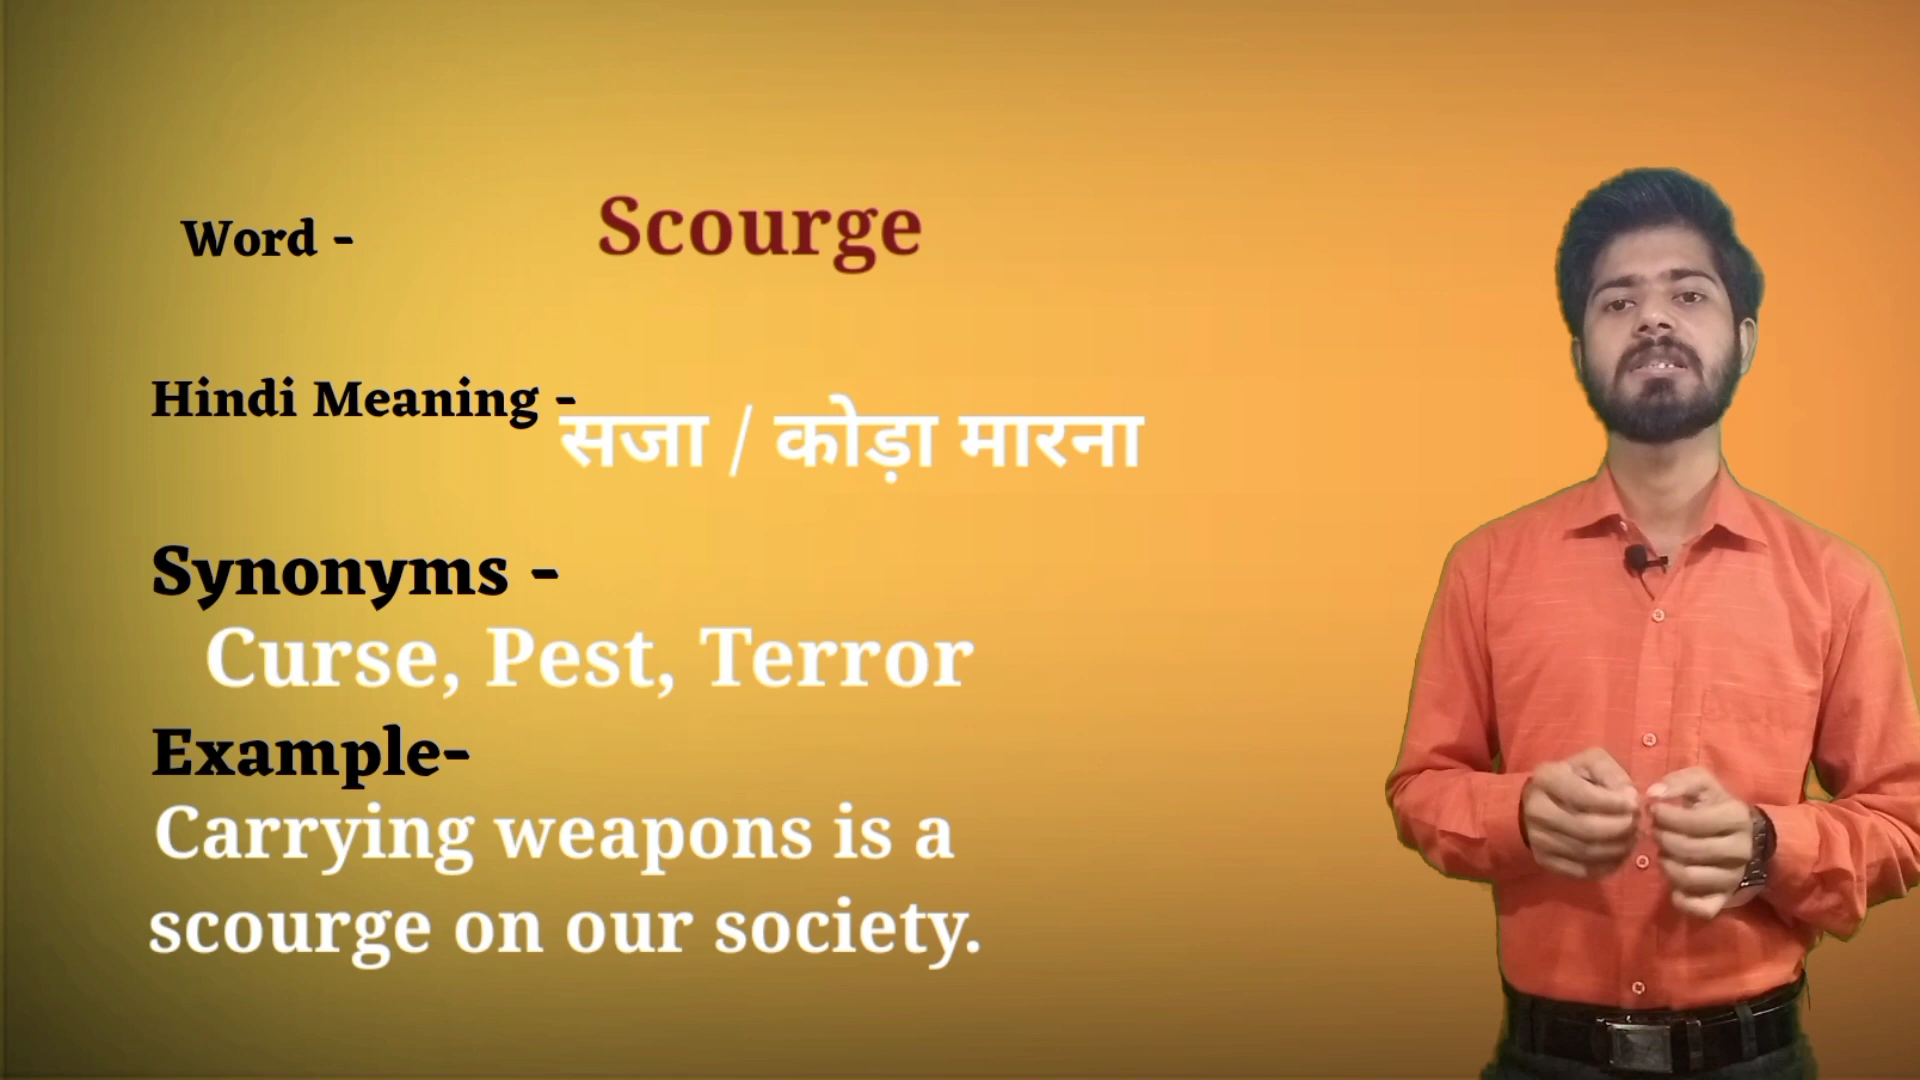 Word - Scourge
Hindi Meaning - सजा / कोड़ा मारना
Synonyms -
Curse, Pest, Terror
Example-
Carrying weapons is a
scourge on our society.